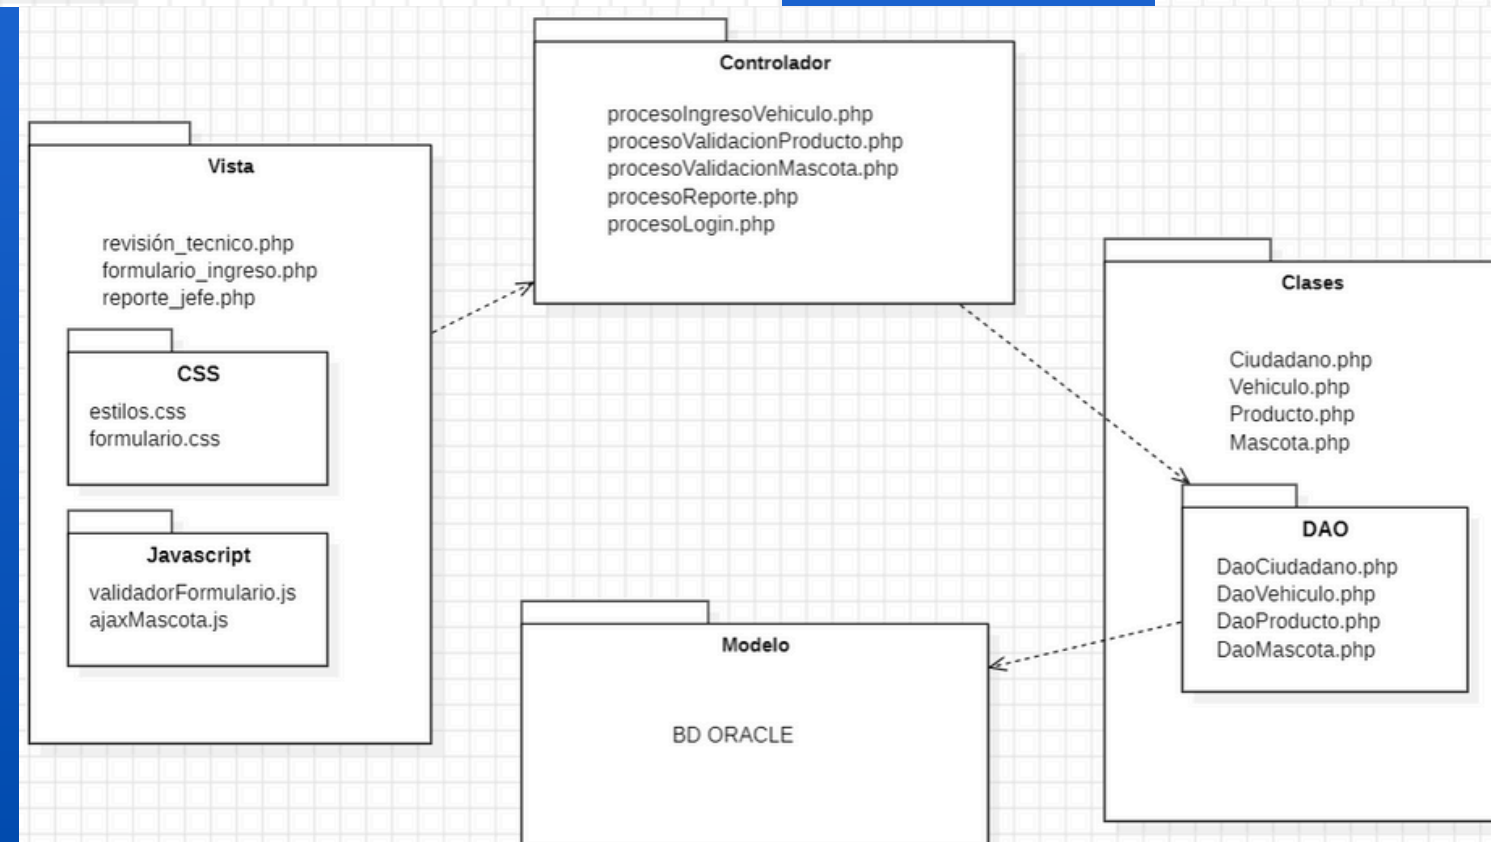 Controlador
procesoIngresoVehiculo.php
procesoValidacionProducto.php
procesoValidacionMascota.php
procesoReporte.php
procesoLogin.php
Vista
revisión_tecnico.php
formulario_ingreso.php
reporte_jefe.php
CSS
estilos.css
formulario.css
Javascript
validadorFormulario.js
ajaxMascota.js
Clases
Ciudadano.php
Vehiculo.php
Producto.php
Mascota.php
DAO
DaoCiudadano.php
DaoVehiculo.php
DaoProducto.php
DaoMascota.php
Modelo
BD ORACLE